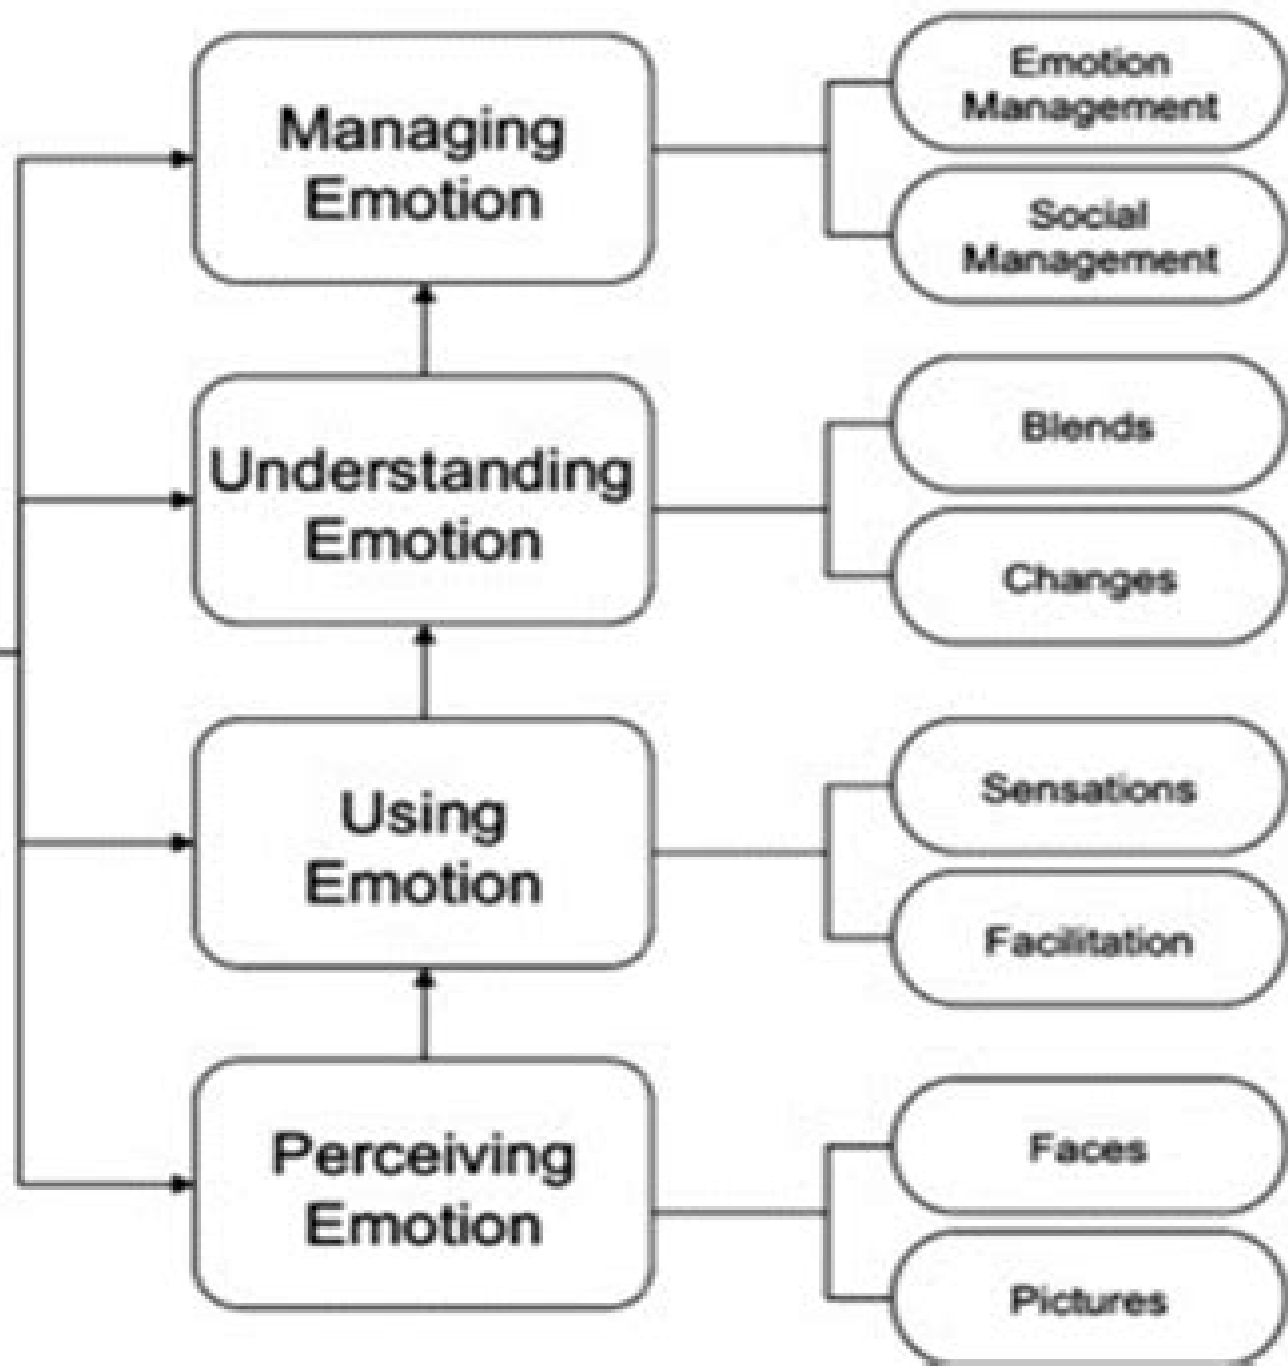 Managing
Emotion
Emotion
Management
Social
Management
Understanding
Emotion
Blends
Changes
Using
Emotion
Sensations
Facilitation
Perceiving
Emotion
Faces
Pictures